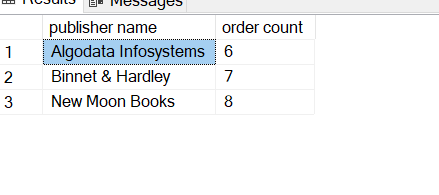 Results Messages
publisher name order count
1 Algodata Infosystems 6
2 Binnet & Hardley 7
3 New Moon Books 8